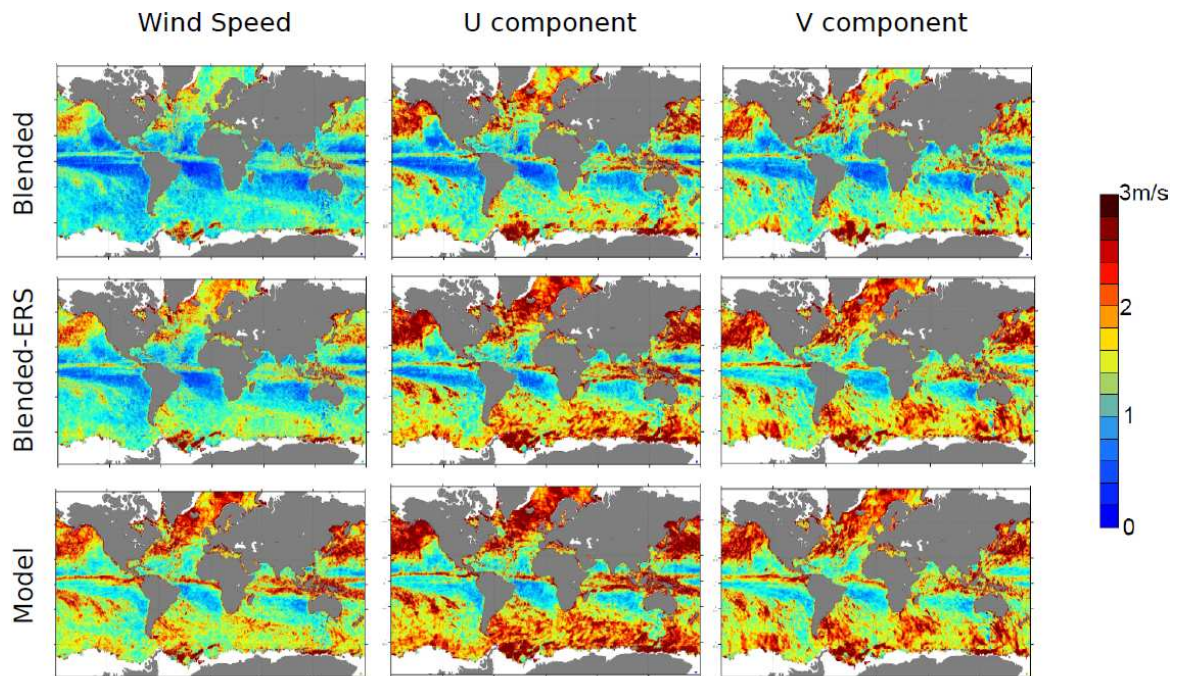 Wind Speed U component V component
Blended
3m/s
2
Blended-ERS
1
0
Model